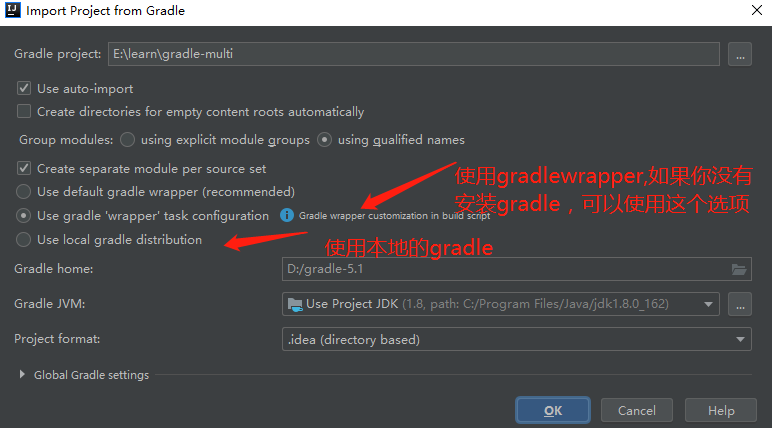 Import Project from Gradle
Gradle project: E:\learn\gradle-multi ...
Use auto-import
Create directories for empty content roots automatically
Group modules: using explicit module groups using qualified names
Create separate module per source set
Use default gradle wrapper (recommended)
Use gradle 'wrapper' task configuration Gradle wrapper customization in build script
Use local gradle distribution
使用gradlewrapper,如果你没有
安装gradle，可以使用这个选项
使用本地的gradle
Gradle home: D:/gradle-5.1
Gradle JVM: Use Project JDK (1.8, path: C:/Program Files/Java/jdk1.8.0_162) ...
Project format: .idea (directory based)
Global Gradle settings
OK Cancel Help